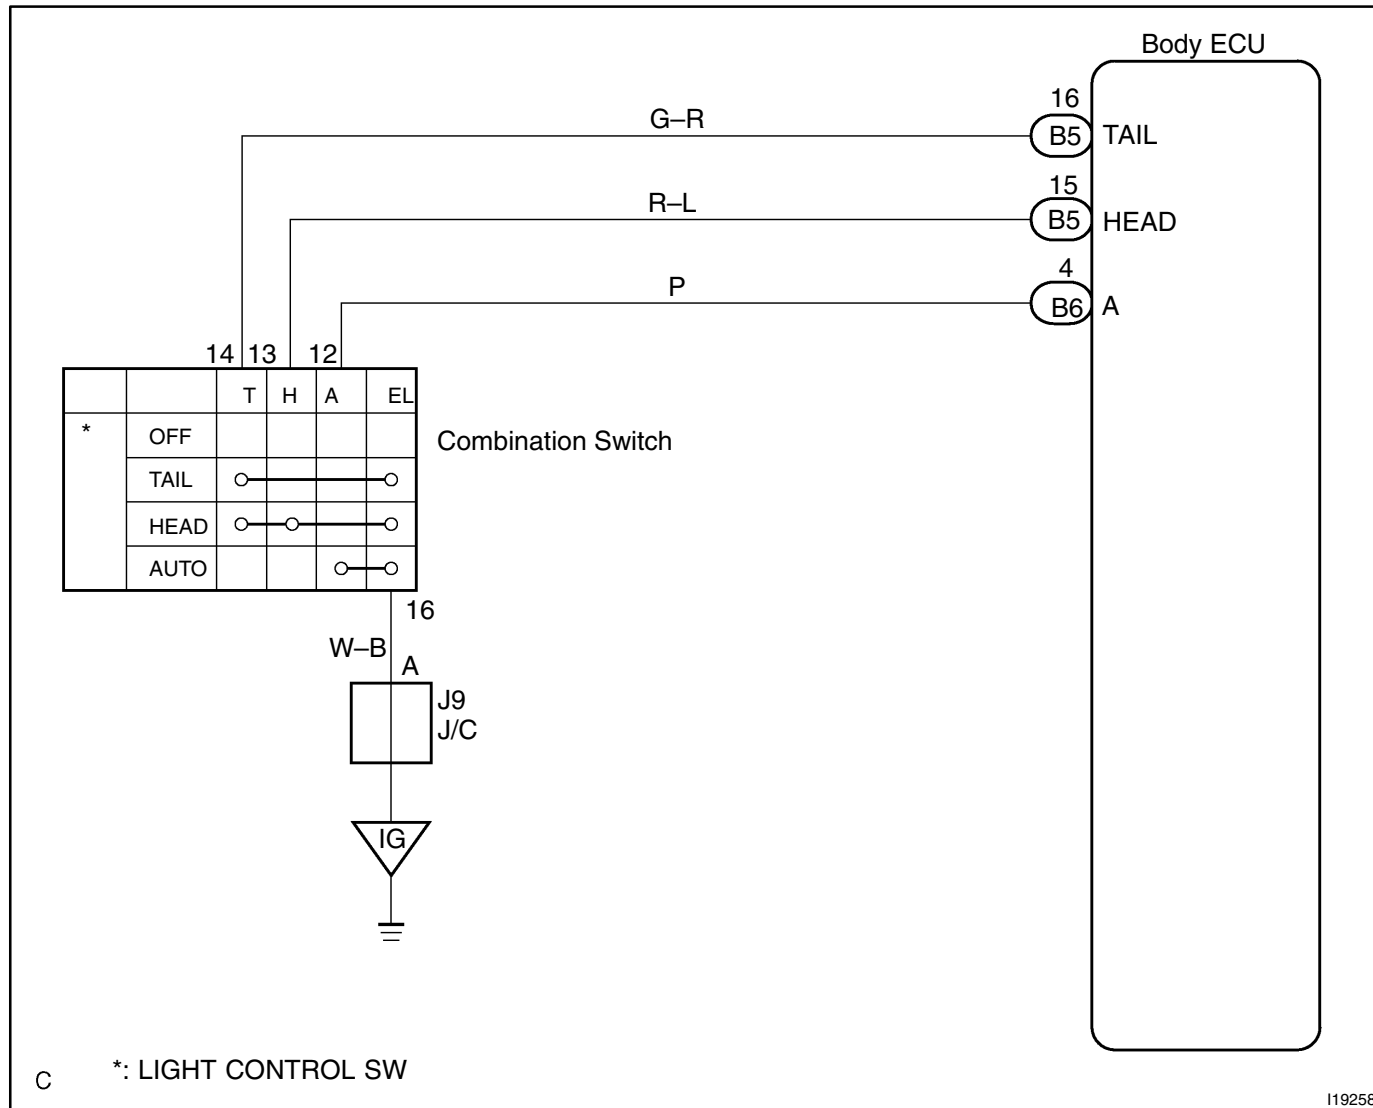 Body ECU
16
G–R
B5 TAIL
15
R–L
B5 HEAD
4
P
B6 A
14 13 12
T H A EL
* OFF
Combination Switch
TAIL
HEAD
AUTO
16
W–B
A
J9
J/C
IG
*: LIGHT CONTROL SW
C
I19258